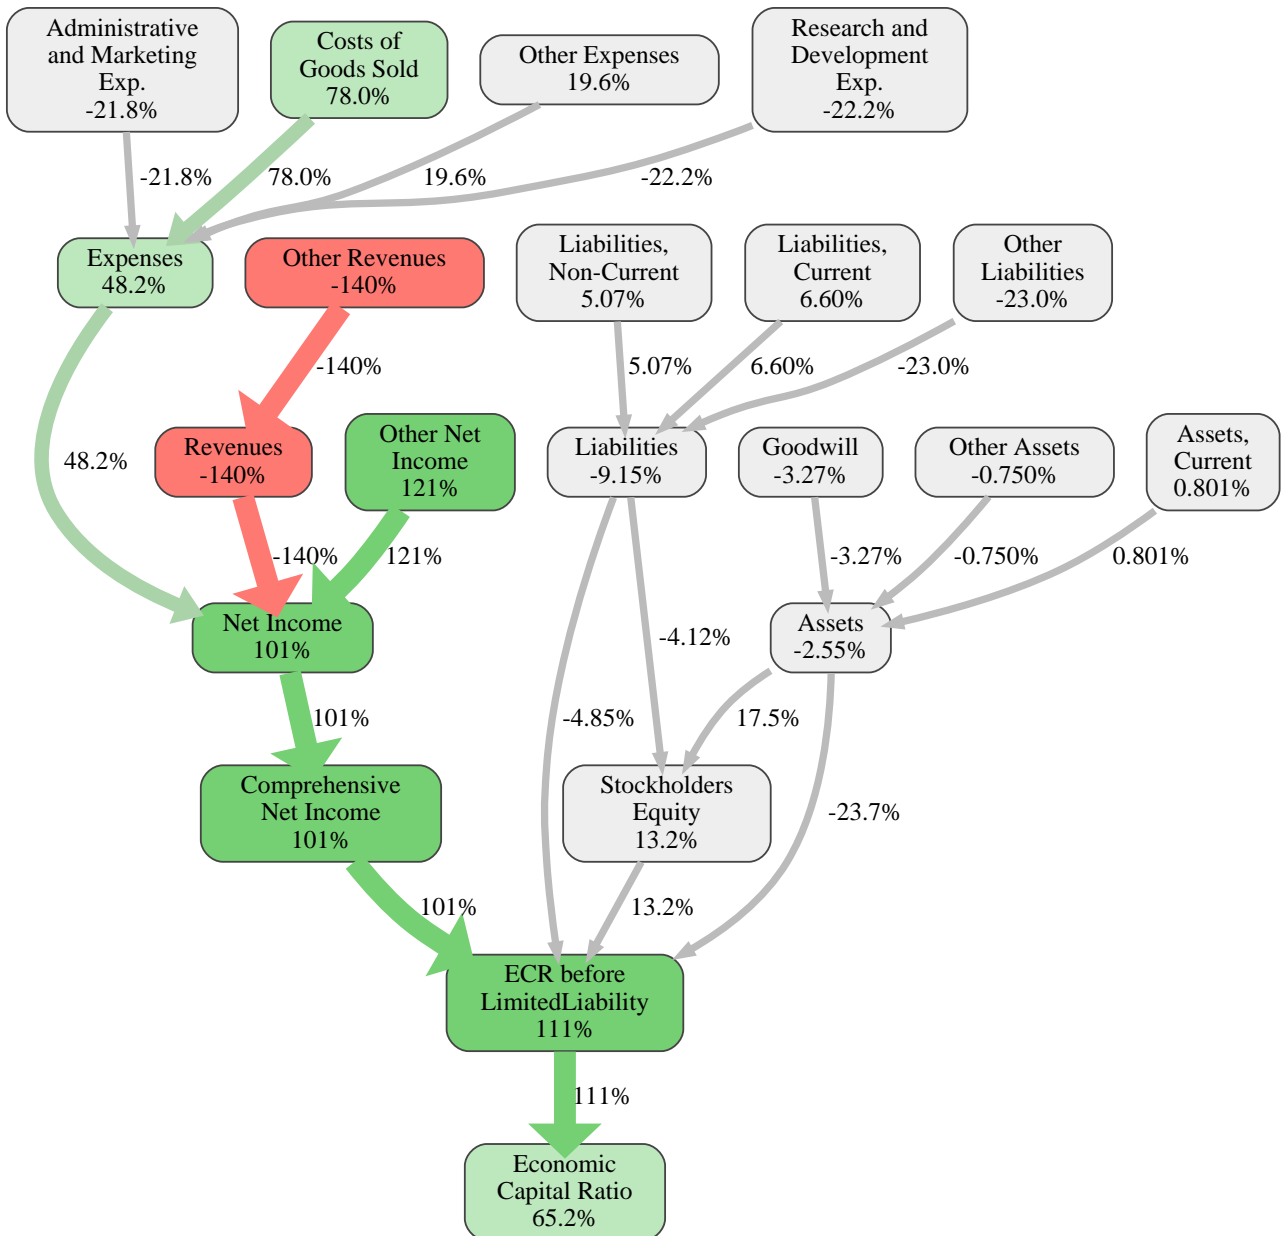 Administrative
and Marketing
Exp.
-21.8%
Costs of
Goods Sold
78.0%
Other Expenses
19.6%
Research and
Development
Exp.
-22.2%
-21.8%
78.0%
19.6%
-22.2%
Expenses
48.2%
Other Revenues
-140%
Liabilities,
Non-Current
5.07%
Liabilities,
Current
6.60%
Other
Liabilities
-23.0%
-140%
5.07%
6.60%
-23.0%
48.2%
Revenues
-140%
Other Net
Income
121%
Liabilities
-9.15%
Goodwill
-3.27%
Other Assets
-0.750%
Assets,
Current
0.801%
-140%
121%
-3.27%
-0.750%
0.801%
Net Income
101%
-4.12%
Assets
-2.55%
101%
-4.85%
17.5%
Comprehensive
Net Income
101%
Stockholders
Equity
13.2%
-23.7%
101%
13.2%
ECR before
LimitedLiability
111%
111%
Economic
Capital Ratio
65.2%